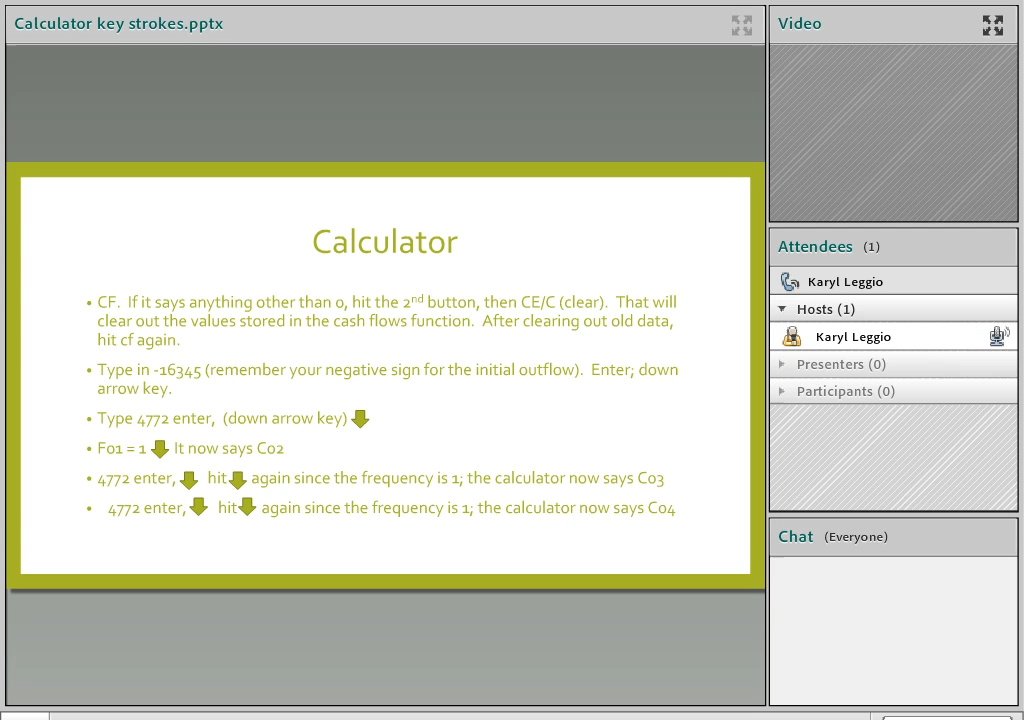 Calculator key strokes.pptx
Calculator
• CF. If it says anything other than 0, hit the 2nd button, then CE/C (clear). That will
clear out the values stored in the cash flows function. After clearing out old data,
hit cf again.
• Type in -16345 (remember your negative sign for the initial outflow). Enter; down
arrow key.
• Type 4772 enter, (down arrow key)
• F01 = 1 It now says C02
• 4772 enter, hit again since the frequency is 1; the calculator now says C03
• 4772 enter, hit again since the frequency is 1; the calculator now says C04
Video
Attendees (1)
Karyl Leggio
Hosts (1)
Karyl Leggio
Presenters (0)
Participants (0)
Chat (Everyone)